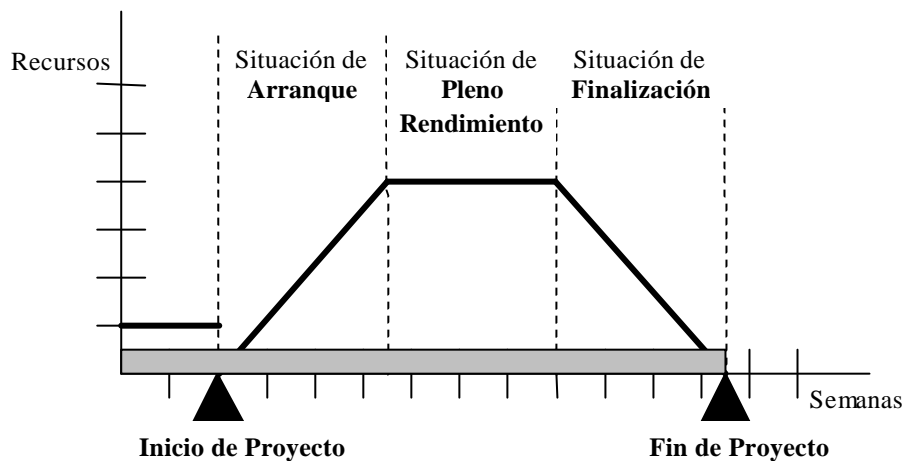 Recursos
Situación de
Arranque
Situación de
Pleno
Rendimiento
Situación de
Finalización
Semanas
Inicio de Proyecto
Fin de Proyecto